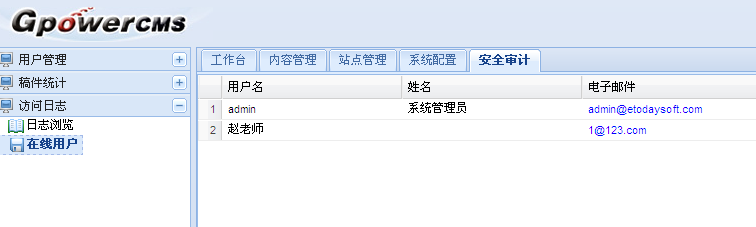 GpowerCMS
用户管理
稿件统计
访问日志
日志浏览
在线用户
工作台 内容管理 站点管理 系统配置 安全审计
用户名 姓名 电子邮件
1 admin 系统管理员 admin@etodaysoft.com
2 赵老师 1@123.com